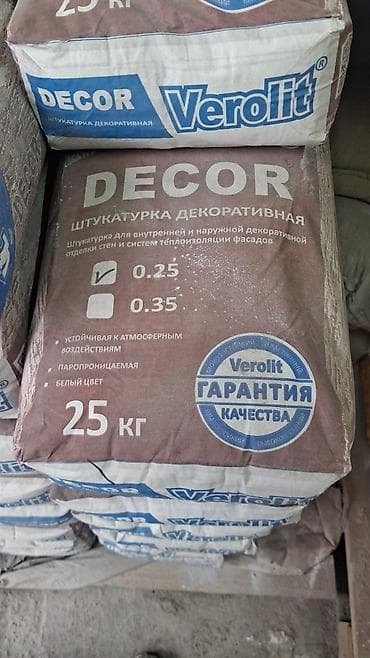 25 КГ
DECOR
ШТУКАТУРКА ДЕКОРАТИВНАЯ
Verolit®
DECOR
ШТУКАТУРКА ДЕКОРАТИВНАЯ
Штукатурка для внутренней и наружной декоративной
отделки стен и систем теплоизоляции фасадов
0.25
0.35
• УСТОЙЧИВАЯ К АТМОСФЕРНЫМ
ВОЗДЕЙСТВИЯМ
• ПАРОПРОНИЦАЕМАЯ
• БЕЛЫЙ ЦВЕТ
25 КГ
Verolit
ГАРАНТИЯ
КАЧЕСТВА
DECOR
Verolit